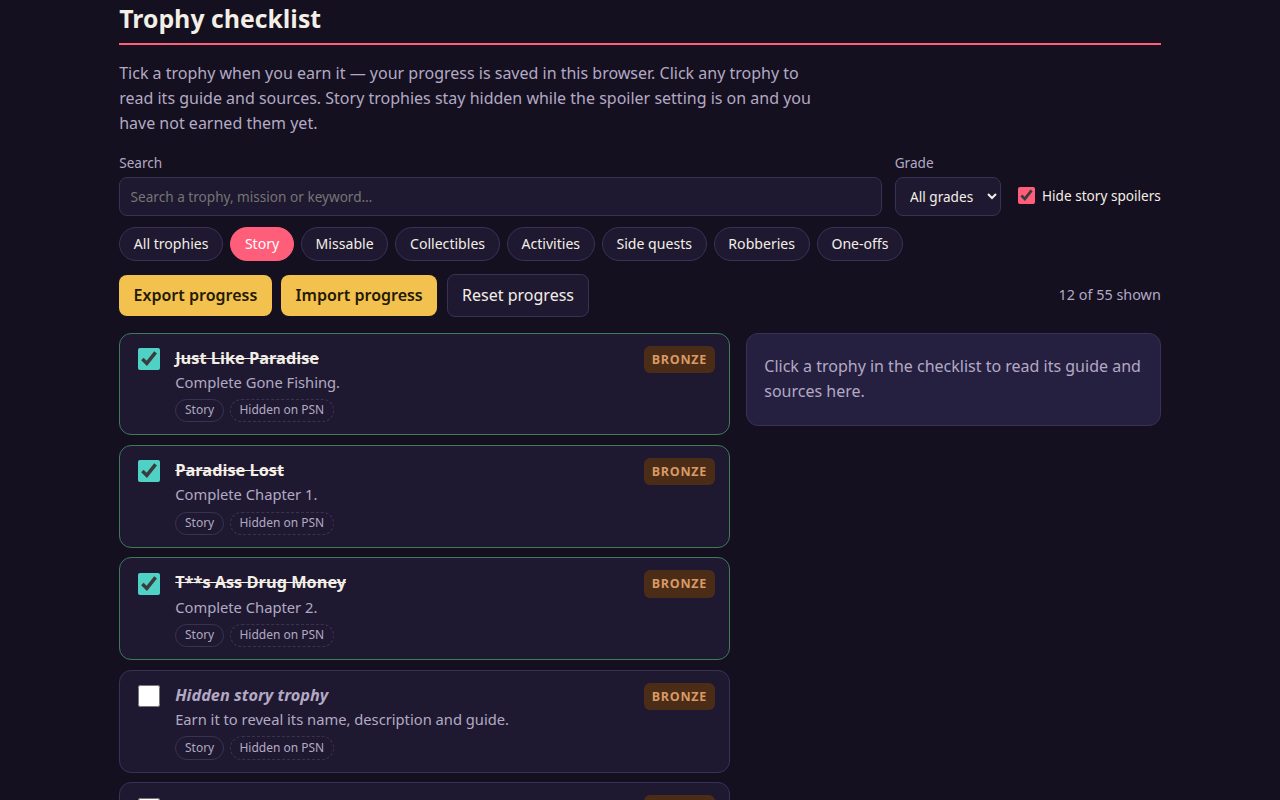 Trophy checklist
Tick a trophy when you earn it — your progress is saved in this browser. Click any trophy to
read its guide and sources. Story trophies stay hidden while the spoiler setting is on and you
have not earned them yet.
Search
Grade
Search a trophy, mission or keyword...
All grades
Hide story spoilers
All trophies
Story
Missable
Collectibles
Activities
Side quests
Robberies
One-offs
Export progress
Import progress
Reset progress
12 of 55 shown
Just Like Paradise
BRONZE
Complete Gone Fishing.
Story
Hidden on PSN
Click a trophy in the checklist to read its guide and
sources here.
Paradise Lost
BRONZE
Complete Chapter 1.
Story
Hidden on PSN
T**s Ass Drug Money
BRONZE
Complete Chapter 2.
Story
Hidden on PSN
Hidden story trophy
BRONZE
Earn it to reveal its name, description and guide.
Story
Hidden on PSN